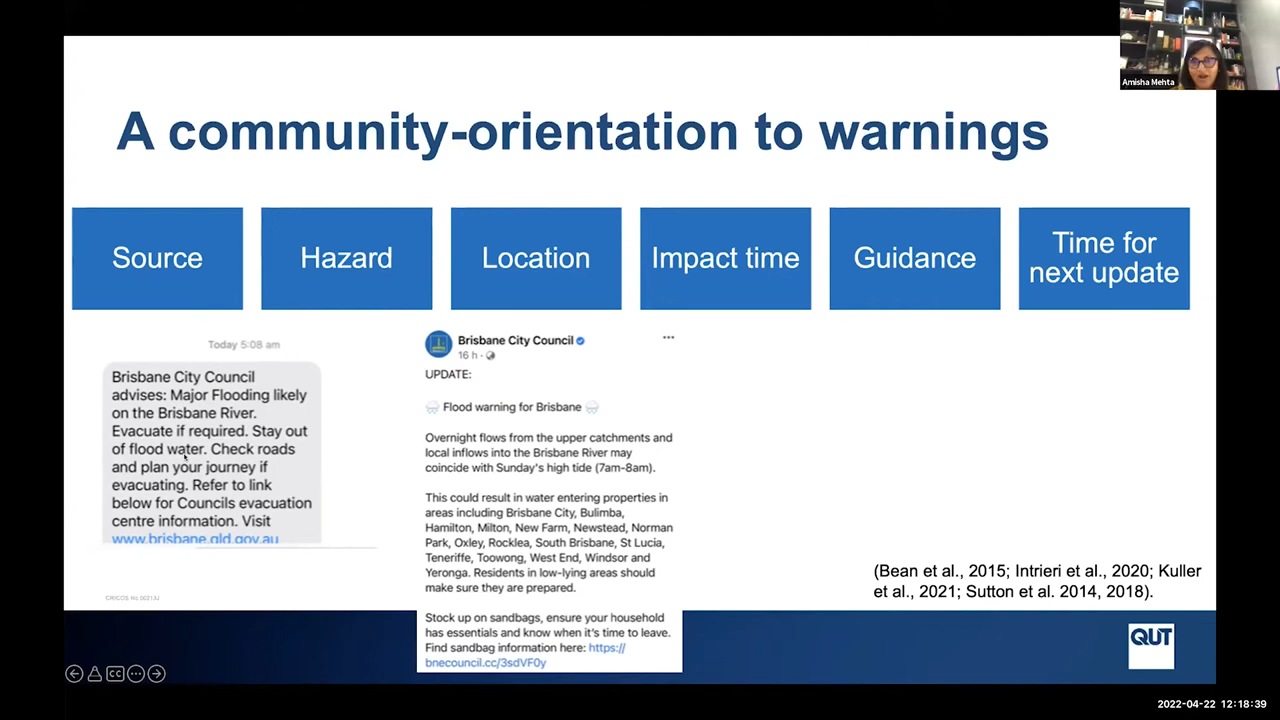 Amisha Mehta
A community-orientation to warnings
Source
Hazard
Location
Impact time
Guidance
Time for
next update
Today 5:08 am
Brisbane City Council
advises: Major Flooding likely
on the Brisbane River.
Evacuate if required. Stay out
of flood water. Check roads
and plan your journey if
evacuating. Refer to link
below for Councils evacuation
centre information. Visit
www.brisbane.qld.gov.au
Brisbane City Council
16 h
UPDATE:
Flood warning for Brisbane
Overnight flows from the upper catchments and
local inflows into the Brisbane River may
coincide with Sunday's high tide (7am-8am).
This could result in water entering properties in
areas including Brisbane City, Bulimba,
Hamilton, Milton, New Farm, Newstead, Norman
Park, Oxley, Rocklea, South Brisbane, St Lucia,
Teneriffe, Toowong, West End, Windsor and
Yeronga. Residents in low-lying areas should
make sure they are prepared.
Stock up on sandbags, ensure your household
has essentials and know when it's time to leave.
Find sandbag information here: https://
bnecouncil.cc/3sdVF0y
(Bean et al., 2015; Intrieri et al., 2020; Kuller
et al., 2021; Sutton et al. 2014, 2018).
CRICOS No 00213J
QUT
CC
2022-04-22 12:18:39